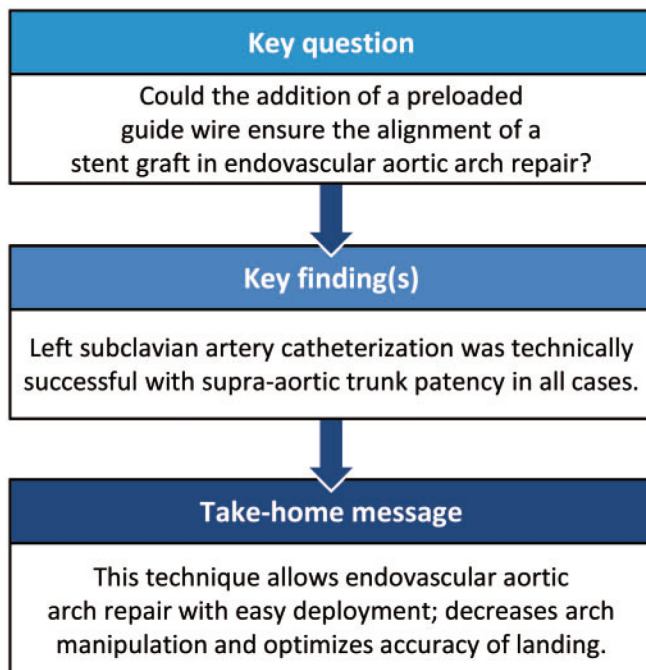 Key question
Could the addition of a preloaded
guide wire ensure the alignment of a
stent graft in endovascular aortic arch repair?
Key finding(s)
Left subclavian artery catheterization was technically
successful with supra-aortic trunk patency in all cases.
Take-home message
This technique allows endovascular aortic
arch repair with easy deployment; decreases arch
manipulation and optimizes accuracy of landing.